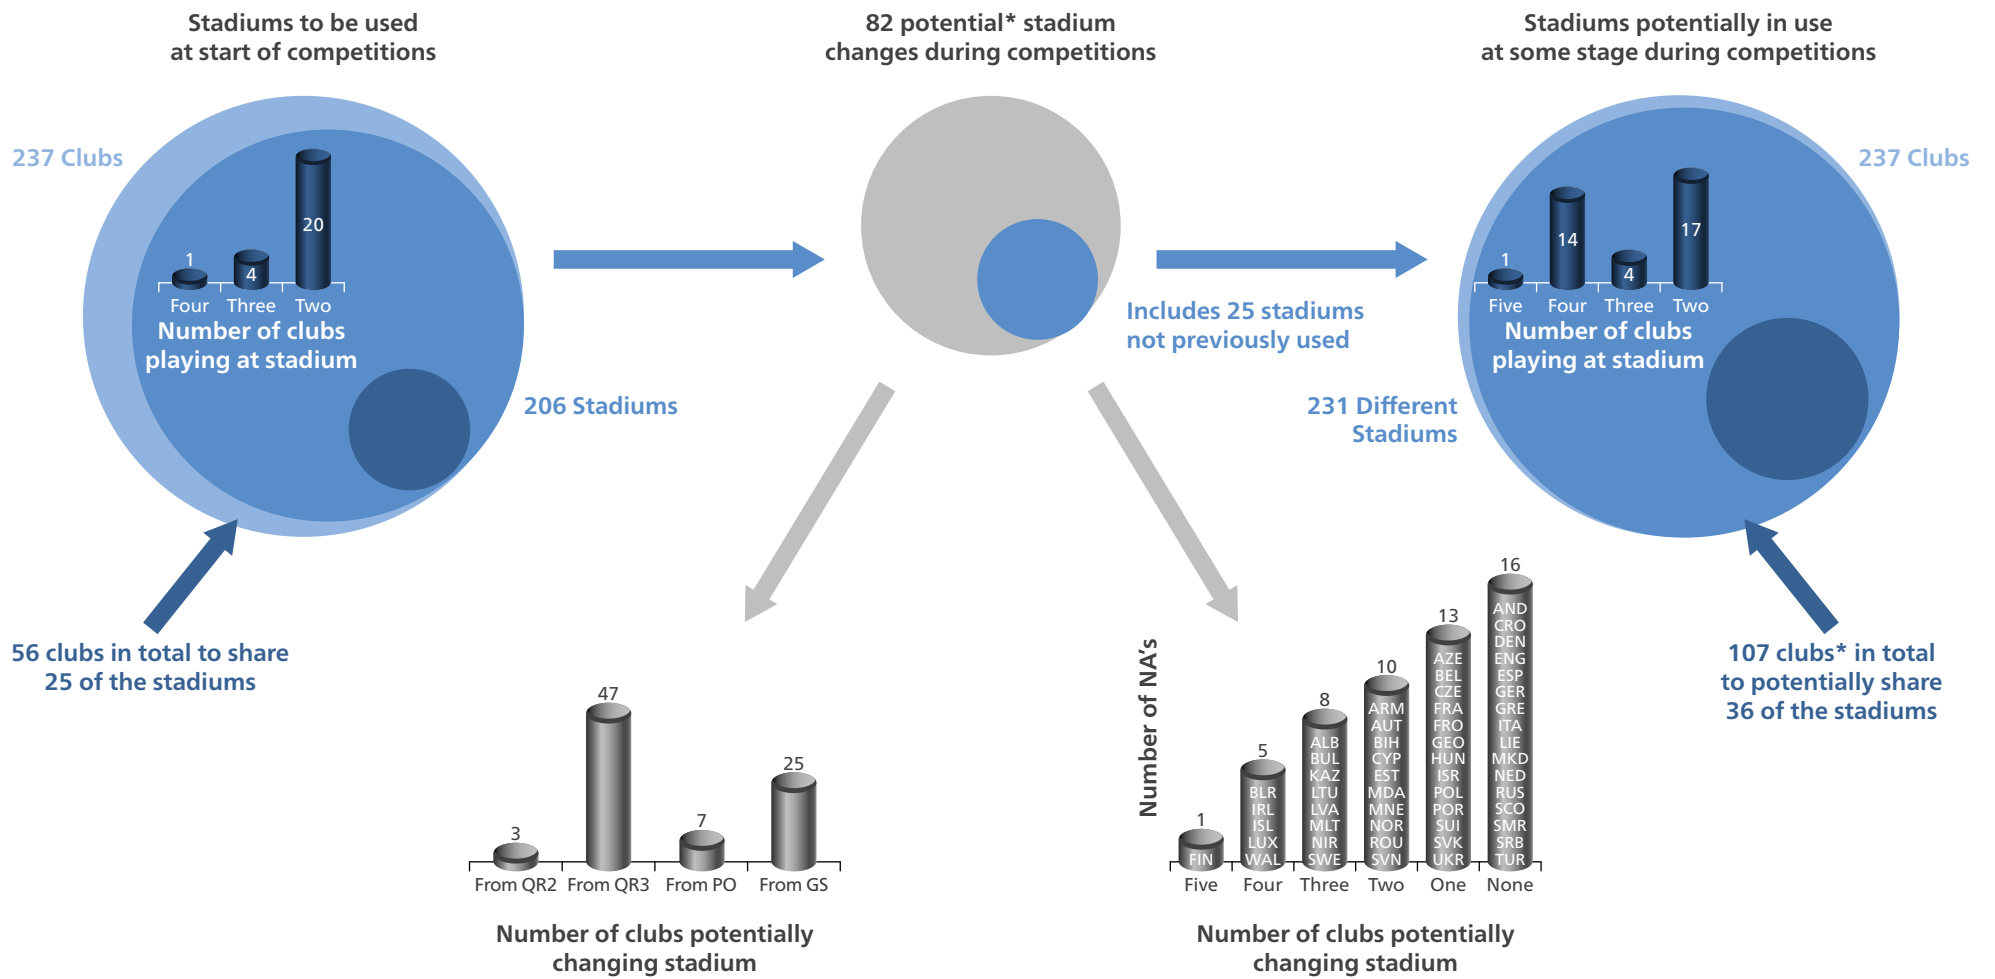 Stadiums to be used
at start of competitions
237 Clubs
1
4
20
Four
Three
Two
Number of clubs
playing at stadium
206 Stadiums
56 clubs in total to share
25 of the stadiums
82 potential* stadium
changes during competitions
Includes 25 stadiums
not previously used
Stadiums potentially in use
at some stage during competitions
237 Clubs
1
14
4
17
Five
Four
Three
Two
Number of clubs
playing at stadium
231 Different
Stadiums
107 clubs* in total
to potentially share
36 of the stadiums
3
47
7
25
From QR2
From QR3
From PO
From GS
Number of clubs potentially
changing stadium
Number of NA's
1
FIN
5
BLR
IRL
ISL
LUX
WAL
8
ALB
BUL
KAZ
LTU
LVA
MLT
NIR
SWE
10
ARM
AUT
BIH
CYP
EST
MDA
MNE
NOR
ROU
SVN
13
AZE
BEL
CZE
FRA
FRO
GEO
HUN
ISR
POL
POR
SUI
SVK
UKR
16
AND
CRO
DEN
ENG
ESP
GER
GRE
ITA
LIE
MKD
NED
RUS
SCO
SMR
SRB
TUR
Five
Four
Three
Two
One
None
Number of clubs potentially
changing stadium